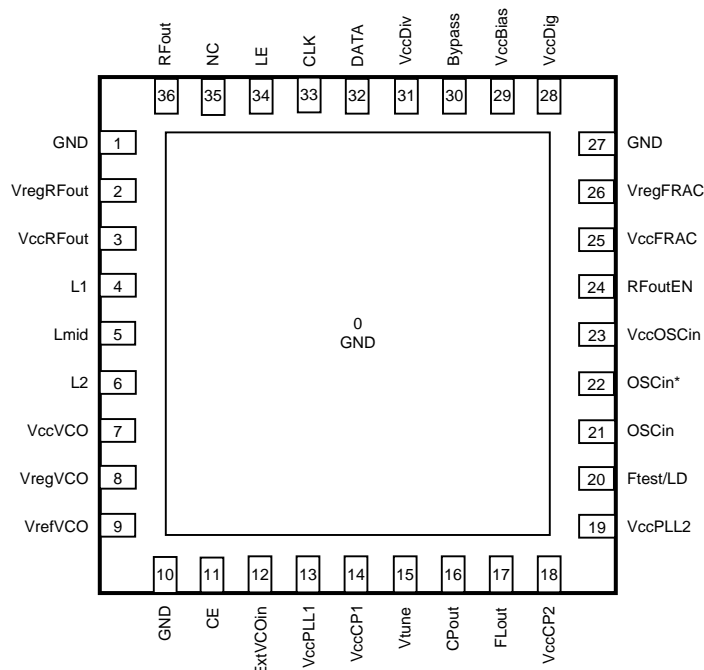 RFout
NC
LE
CLK
DATA
VccDiv
Bypass
VccBias
VccDig
36 35 34 33 32 31 30 29 28
GND 1
27 GND
VregRFout 2
26 VregFRAC
VccRFout 3
25 VccFRAC
L1 4
24 RFoutEN
Lmid 5
0
GND
23 VccOSCin
L2 6
22 OSCin*
VccVCO 7
21 OSCin
VregVCO 8
20 Ftest/LD
VrefVCO 9
19 VccPLL2
10 11 12 13 14 15 16 17 18
GND
CE
ExtVCOin
VccPLL1
VccCP1
Vtune
CPout
FLout
VccCP2